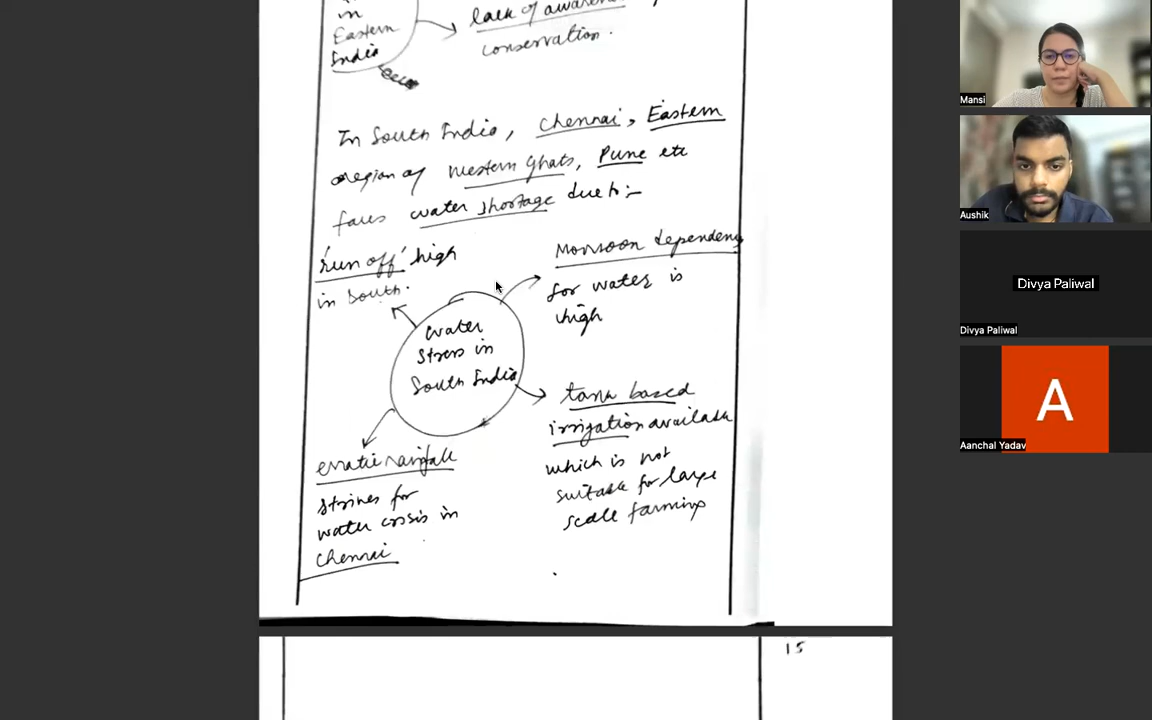 in
Eastern
India
lack of
conservation.
In South India, Chennai, Eastern
region of Western Ghats, Pune etc
faces water shortage due to:-
'run off' high
in South.
Monsoon dependency
for water is
high
Water
stress in
South India
tank based
irrigation available
which is not
suitable for large
scale farming
erratic rainfall
strives for
water crisis in
Chennai
15
Mansi
Aushik
Divya Paliwal
Divya Paliwal
A
Aanchal Yadav